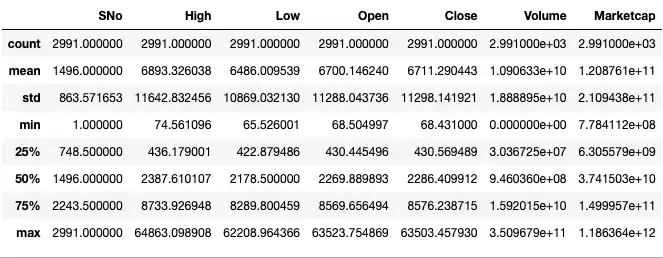 SNo High Low Open Close Volume Marketcap
count 2991.000000 2991.000000 2991.000000 2991.000000 2991.000000 2.991000e+03 2.991000e+03
mean 1496.000000 6893.326038 6486.009539 6700.146240 6711.290443 1.090633e+10 1.208761e+11
std 863.571653 11642.832456 10869.032130 11288.043736 11298.141921 1.888895e+10 2.109438e+11
min 1.000000 74.561096 65.526001 68.504997 68.431000 0.000000e+00 7.784112e+08
25% 748.500000 436.179001 422.879486 430.445496 430.569489 3.036725e+07 6.305579e+09
50% 1496.000000 2387.610107 2178.500000 2269.889893 2286.409912 9.460360e+08 3.741503e+10
75% 2243.500000 8733.926948 8289.800459 8569.656494 8576.238715 1.592015e+10 1.499957e+11
max 2991.000000 64863.098908 62208.964366 63523.754869 63503.457930 3.509679e+11 1.186364e+12